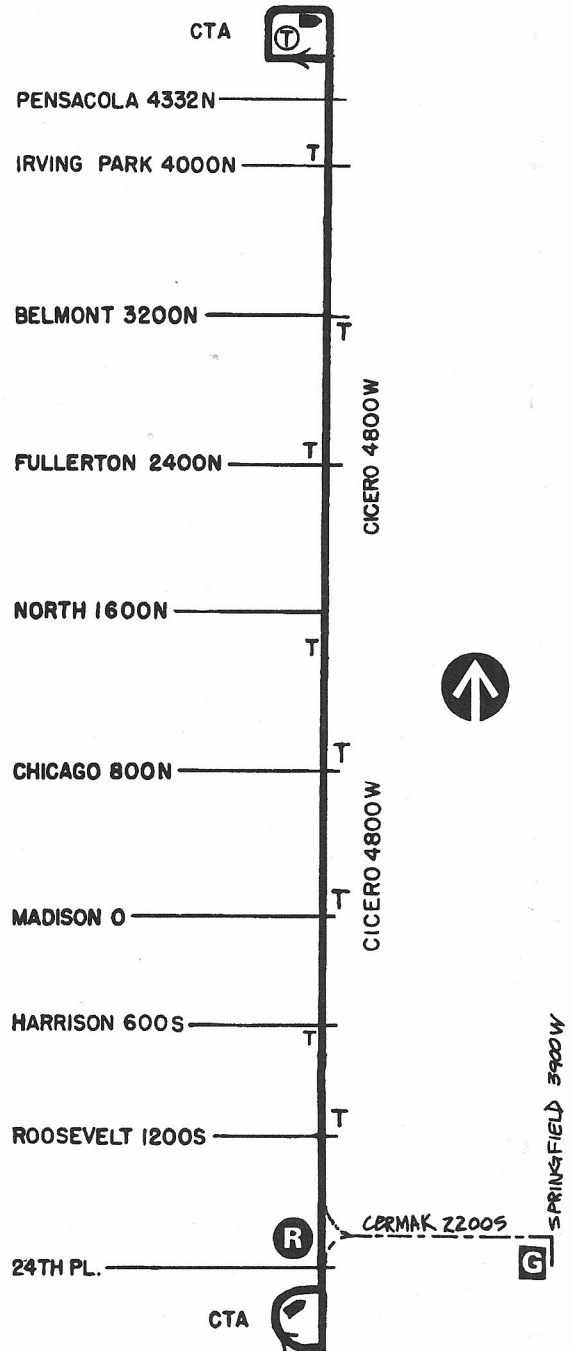 CTA
T
PENSACOLA 4332N
T
IRVING PARK 4000N
BELMONT 3200N
T
CICERO 4800W
T
FULLERTON 2400N
NORTH 1600N
T
T
CHICAGO 800N
CICERO 4800W
T
MADISON 0
HARRISON 600S
T
SPRINGFIELD 3900W
T
ROOSEVELT 1200S
CERMAK 2200S
R
G
24TH PL.
CTA